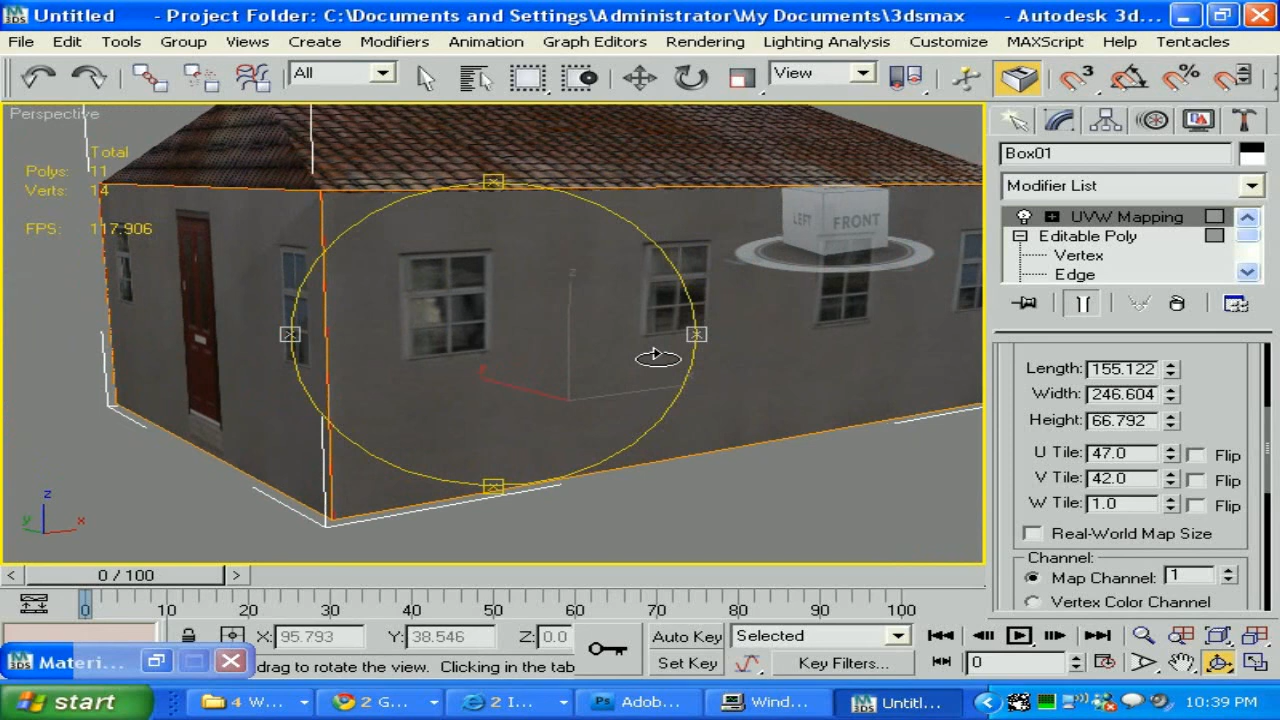 Untitled - Project Folder: C:\Documents and Settings\Administrator\My Documents\3dsmax - Autodesk 3d...
File Edit Tools Group Views Create Modifiers Animation Graph Editors Rendering Lighting Analysis Customize MAXScript Help Tentacles
All View 3 %
Perspective
Total
Polys: 11
Verts: 14
FPS: 117.906
LEFT FRONT
z
z
y x
Box01
Modifier List
UVW Mapping
Editable Poly
Vertex
Edge
Length: 155.122
Width: 246.604
Height: 66.792
U Tile: 47.0 Flip
V Tile: 42.0 Flip
W Tile: 1.0 Flip
Real-World Map Size
Channel:
Map Channel: 1
Vertex Color Channel
< 0 / 100 >
0 10 20 30 40 50 60 70 80 90 100
X: 95.793 Y: 38.546 Z: 0.0 Auto Key Selected
Materi... drag to rotate the view. Clicking in the tab Set Key Key Filters... 0
start 4 W... 2 G... 2 I... Adob... Wind... Untitl... 10:39 PM